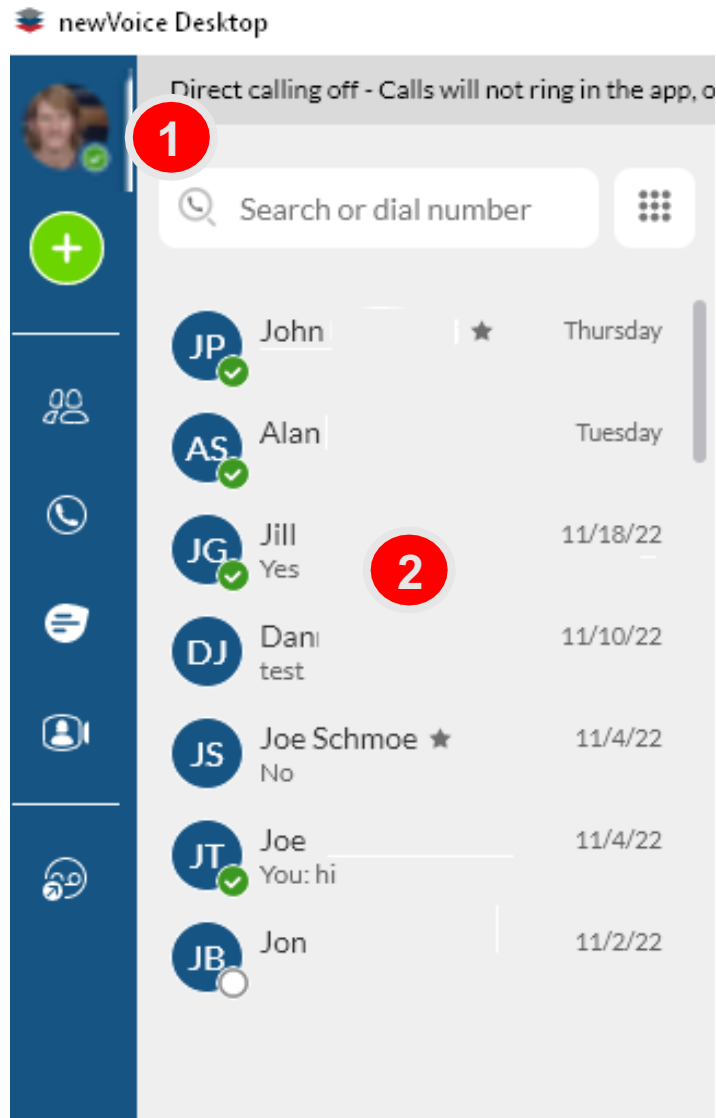 newVoice Desktop
Direct calling off - Calls will not ring in the app, o
1
Search or dial number
JP John Thursday
AS Alan Tuesday
JG Jill 11/18/22
Yes
2
DJ Dan 11/10/22
test
JS Joe Schmoe 11/4/22
No
JT Joe 11/4/22
You: hi
JB Jon 11/2/22